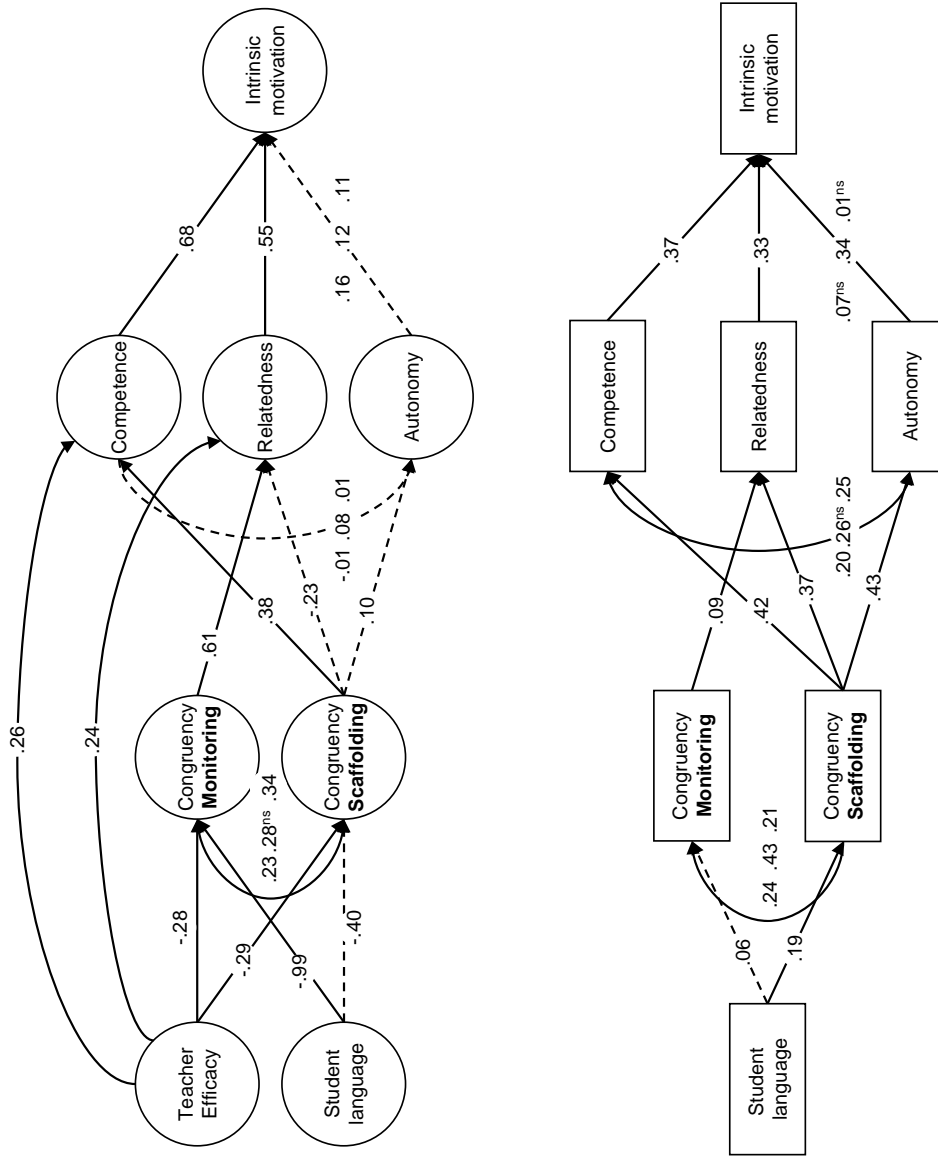 .26
.24
Teacher
Efficacy
Student
language
-.28
-.29
-.99
-.40
Congruency
Monitoring
.23 .28ns .34
Congruency
Scaffolding
.61
.38
-.23
.10
-.01 .08 .01
Competence
Relatedness
Autonomy
.68
.55
.16 .12 .11
Intrinsic
motivation
Student
language
.06
.19
Congruency
Monitoring
.24 .43 .21
Congruency
Scaffolding
.09
.42
.37
.43
.20 .26ns .25
Competence
Relatedness
Autonomy
.37
.33
.07ns .34 .01ns
Intrinsic
motivation